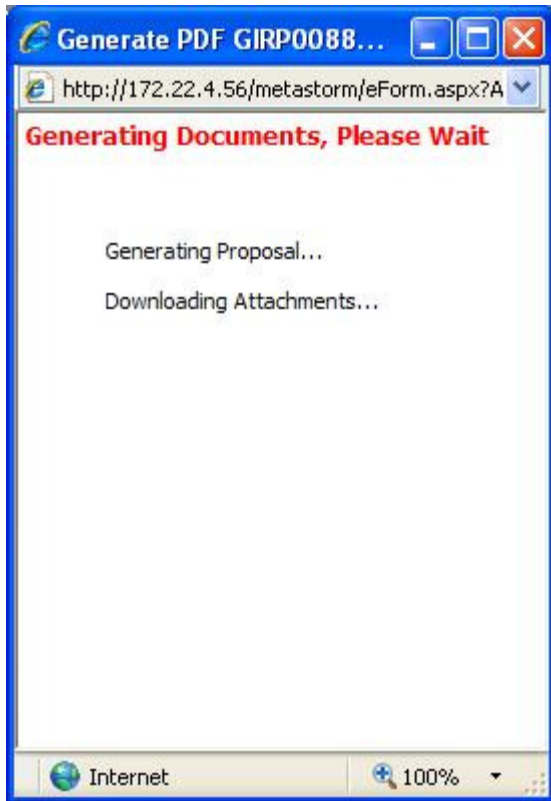 Generate PDF GIRP0088...
http://172.22.4.56/metastorm/eForm.aspx?A
Generating Documents, Please Wait
Generating Proposal...
Downloading Attachments...
Internet
100%